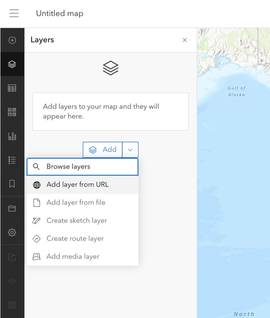 Untitled map
Layers
Gulf of
Alaska
Add layers to your map and they will
appear here.
Add
Browse layers
Add layer from URL
Add layer from file
Create sketch layer
Create route layer
Add media layer
North